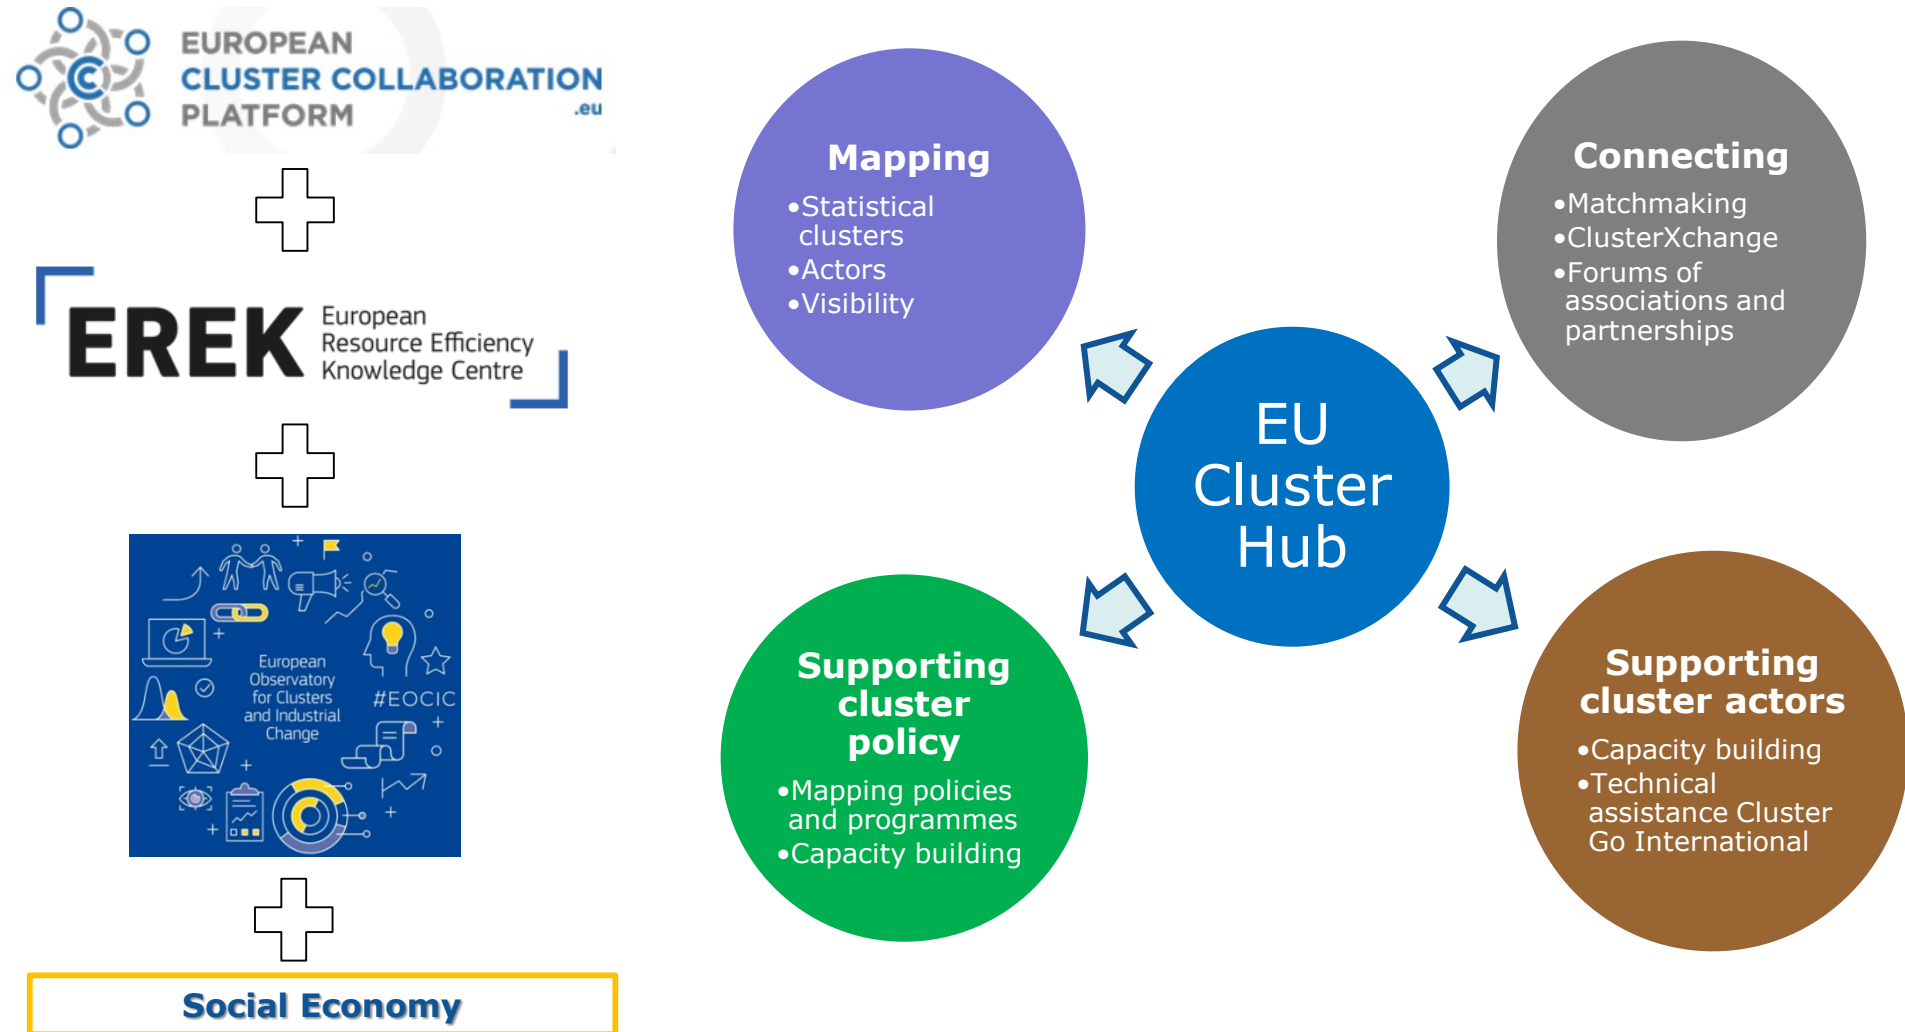 EUROPEAN
CLUSTER COLLABORATION
.eu
PLATFORM
EREK
European
Resource Efficiency
Knowledge Centre
European
Observatory
for Clusters
and Industrial
Change
#EOCIC
Social Economy
Mapping
•Statistical
clusters
•Actors
•Visibility
Connecting
•Matchmaking
•ClusterXchange
•Forums of
associations and
partnerships
EU
Cluster
Hub
Supporting
cluster
policy
•Mapping policies
and programmes
•Capacity building
Supporting
cluster actors
•Capacity building
•Technical
assistance Cluster
Go International